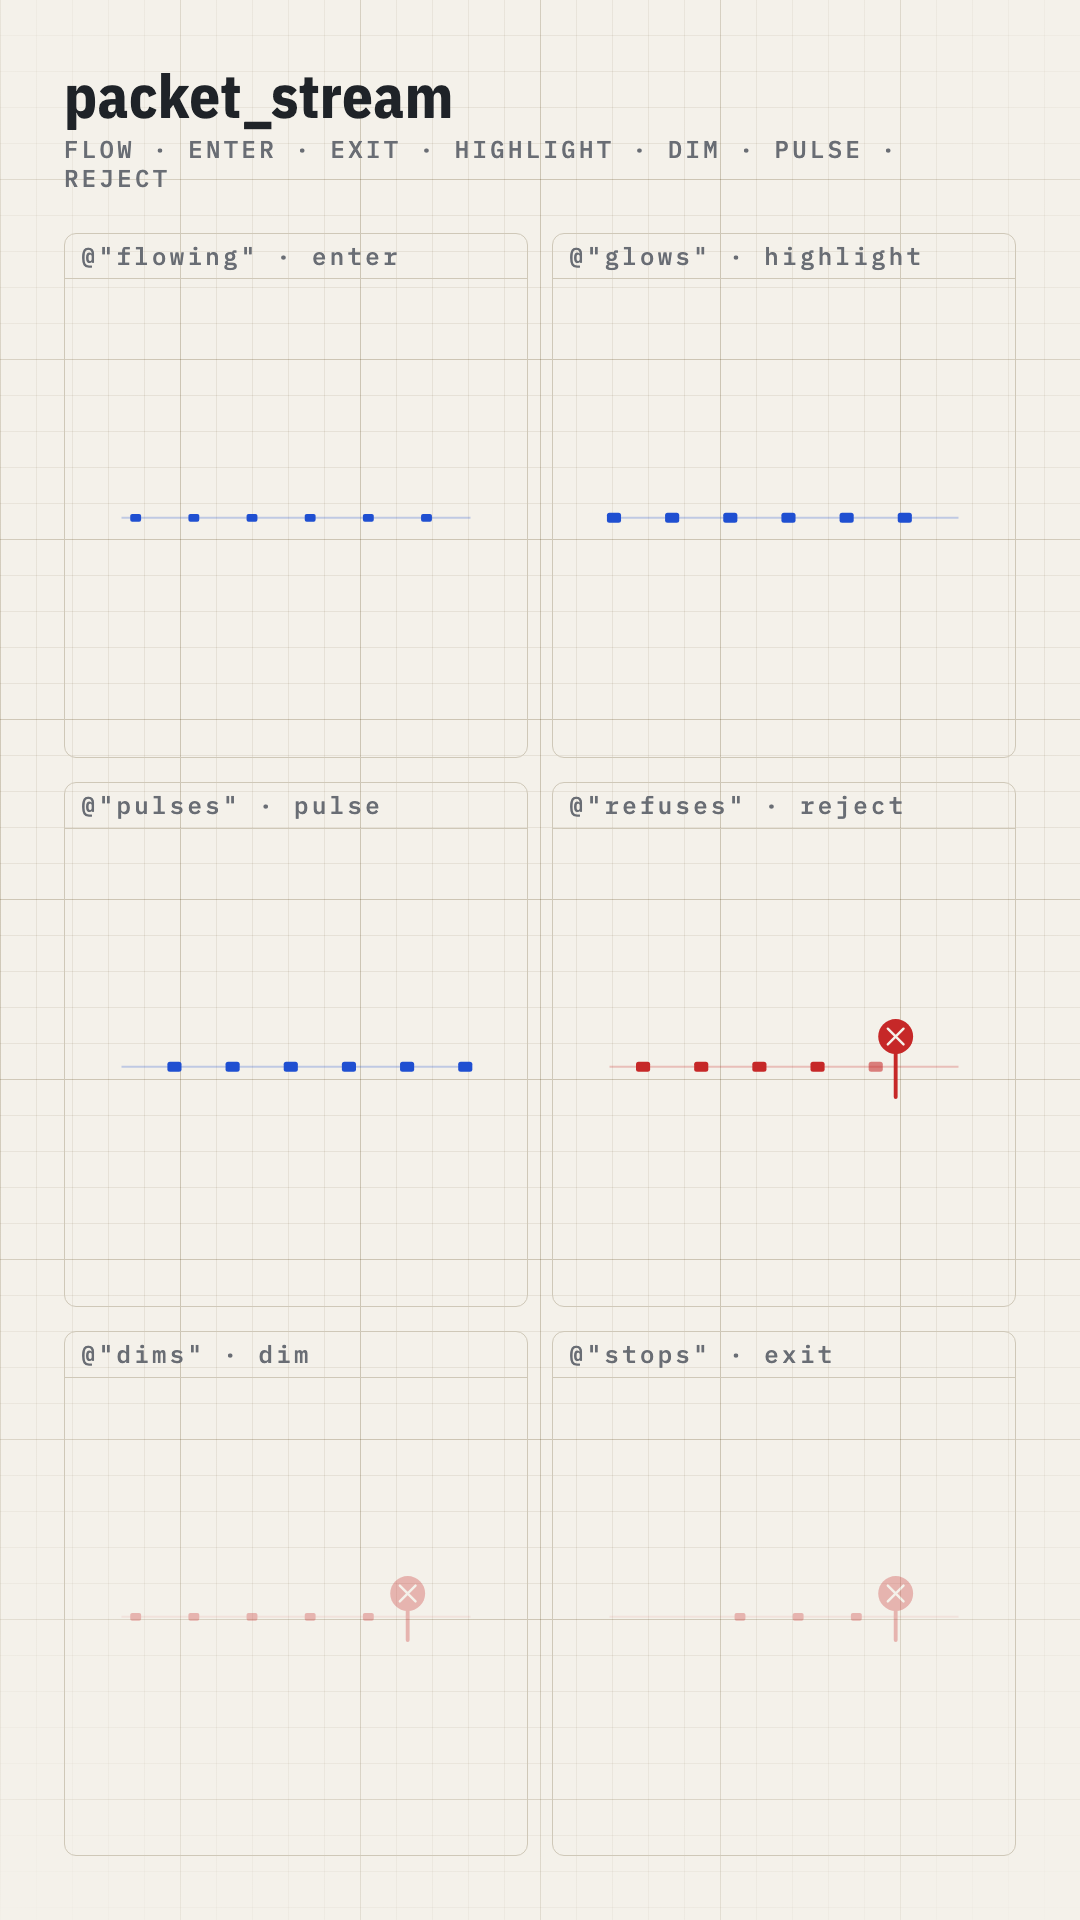 packet_stream
FLOW · ENTER · EXIT · HIGHLIGHT · DIM · PULSE ·
REJECT
@"flowing" · enter
@"glows" · highlight
@"pulses" · pulse
@"refuses" · reject
@"dims" · dim
@"stops" · exit